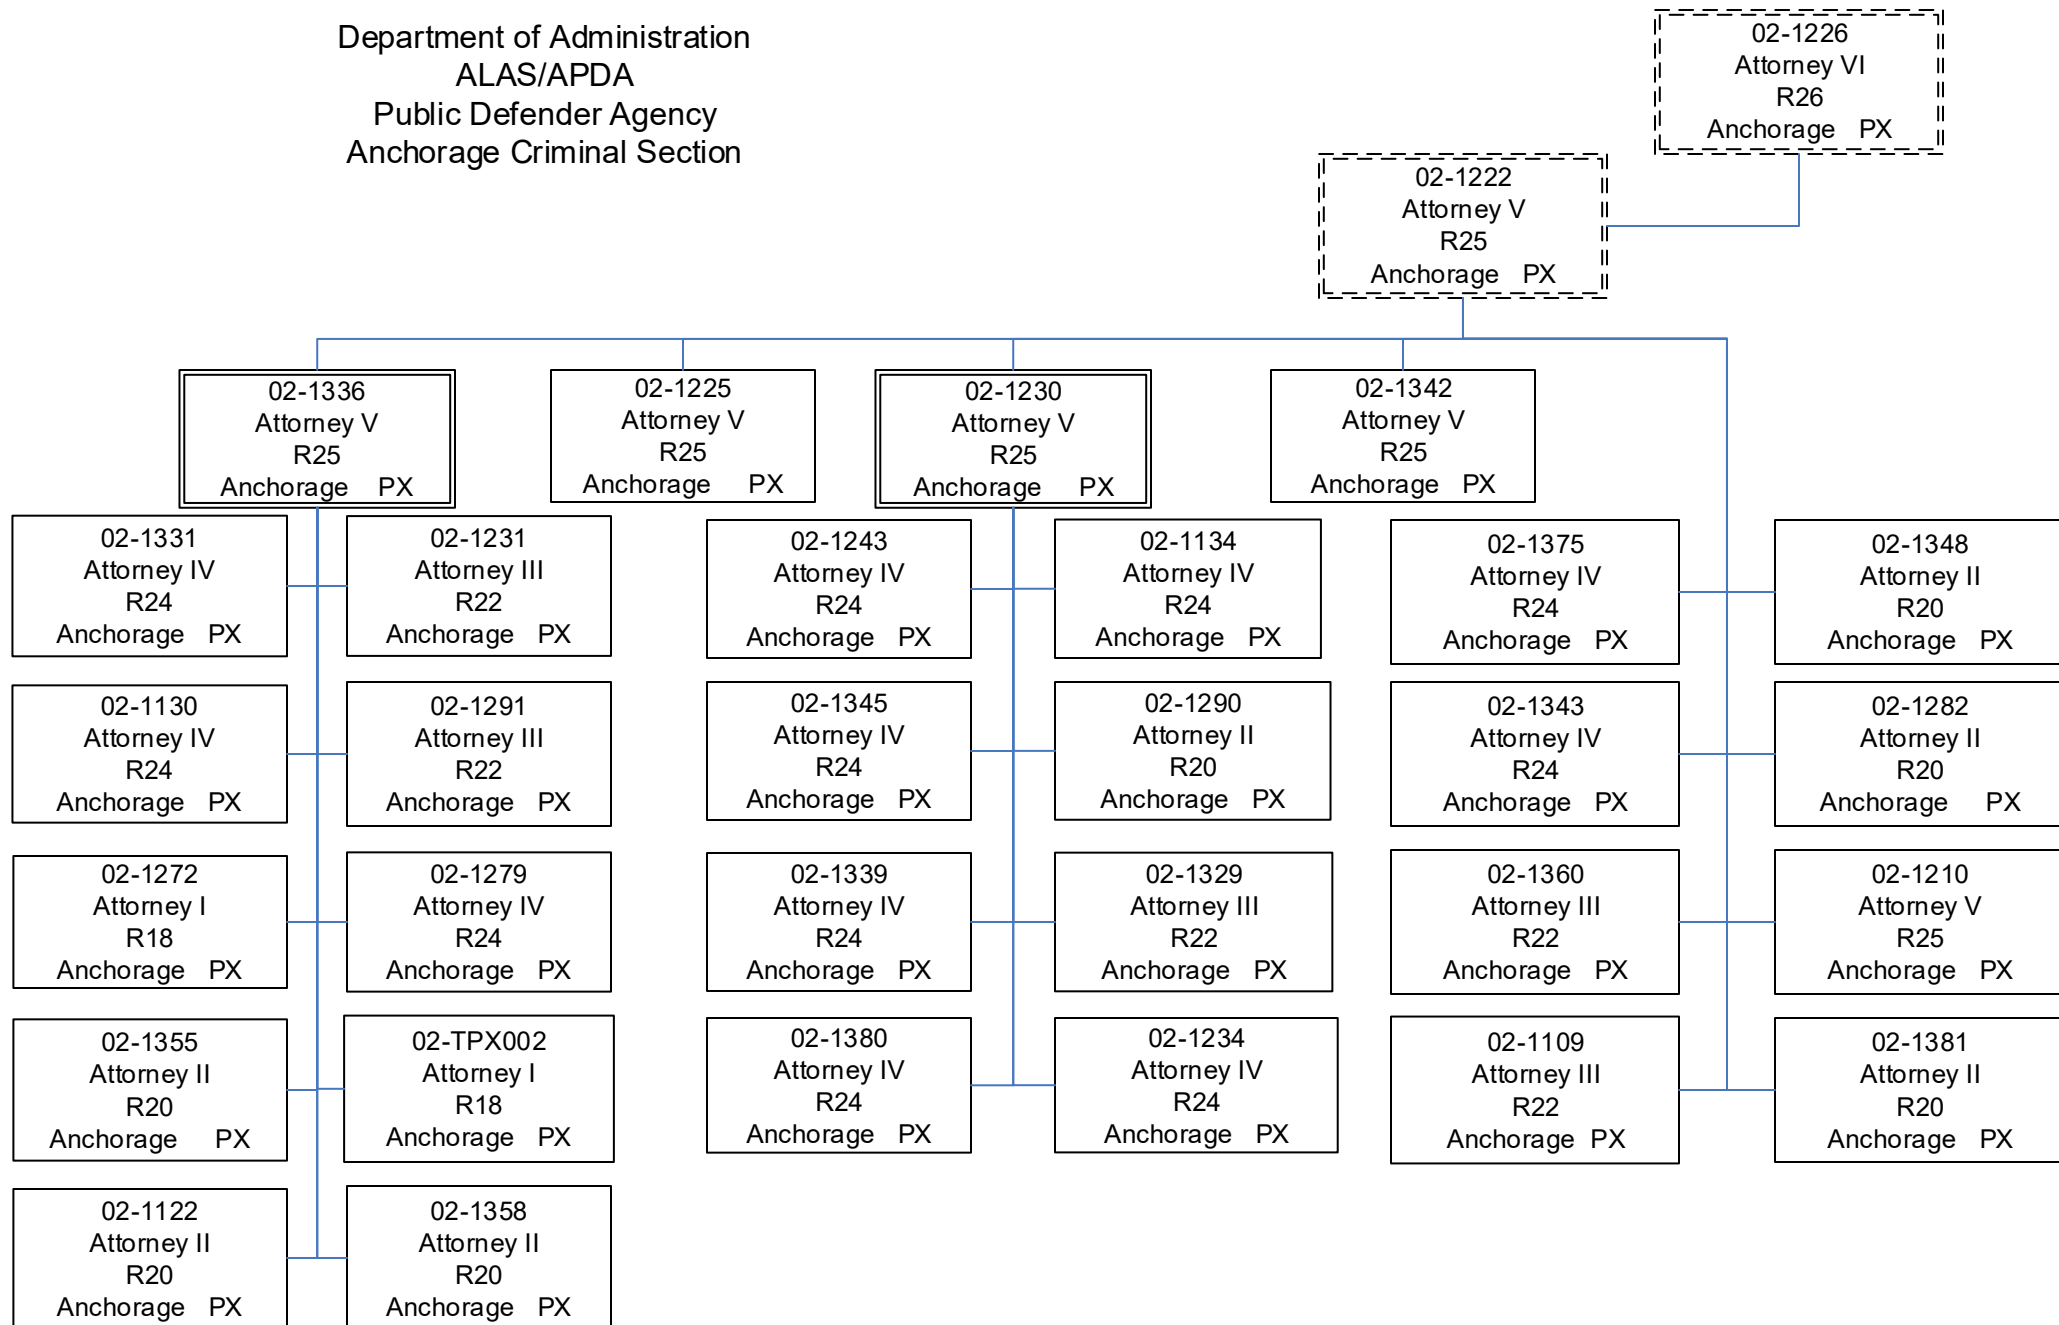 Department of Administration
ALAS/APDA
Public Defender Agency
Anchorage Criminal Section
02-1226
Attorney VI
R26
Anchorage PX
02-1222
Attorney V
R25
Anchorage PX
02-1336
Attorney V
R25
Anchorage PX
02-1225
Attorney V
R25
Anchorage PX
02-1230
Attorney V
R25
Anchorage PX
02-1342
Attorney V
R25
Anchorage PX
02-1331
Attorney IV
R24
Anchorage PX
02-1231
Attorney III
R22
Anchorage PX
02-1243
Attorney IV
R24
Anchorage PX
02-1134
Attorney IV
R24
Anchorage PX
02-1375
Attorney IV
R24
Anchorage PX
02-1348
Attorney II
R20
Anchorage PX
02-1130
Attorney IV
R24
Anchorage PX
02-1291
Attorney III
R22
Anchorage PX
02-1345
Attorney IV
R24
Anchorage PX
02-1290
Attorney II
R20
Anchorage PX
02-1343
Attorney IV
R24
Anchorage PX
02-1282
Attorney II
R20
Anchorage PX
02-1272
Attorney I
R18
Anchorage PX
02-1279
Attorney IV
R24
Anchorage PX
02-1339
Attorney IV
R24
Anchorage PX
02-1329
Attorney III
R22
Anchorage PX
02-1360
Attorney III
R22
Anchorage PX
02-1210
Attorney V
R25
Anchorage PX
02-1355
Attorney II
R20
Anchorage PX
02-TPX002
Attorney I
R18
Anchorage PX
02-1380
Attorney IV
R24
Anchorage PX
02-1234
Attorney IV
R24
Anchorage PX
02-1109
Attorney III
R22
Anchorage PX
02-1381
Attorney II
R20
Anchorage PX
02-1122
Attorney II
R20
Anchorage PX
02-1358
Attorney II
R20
Anchorage PX